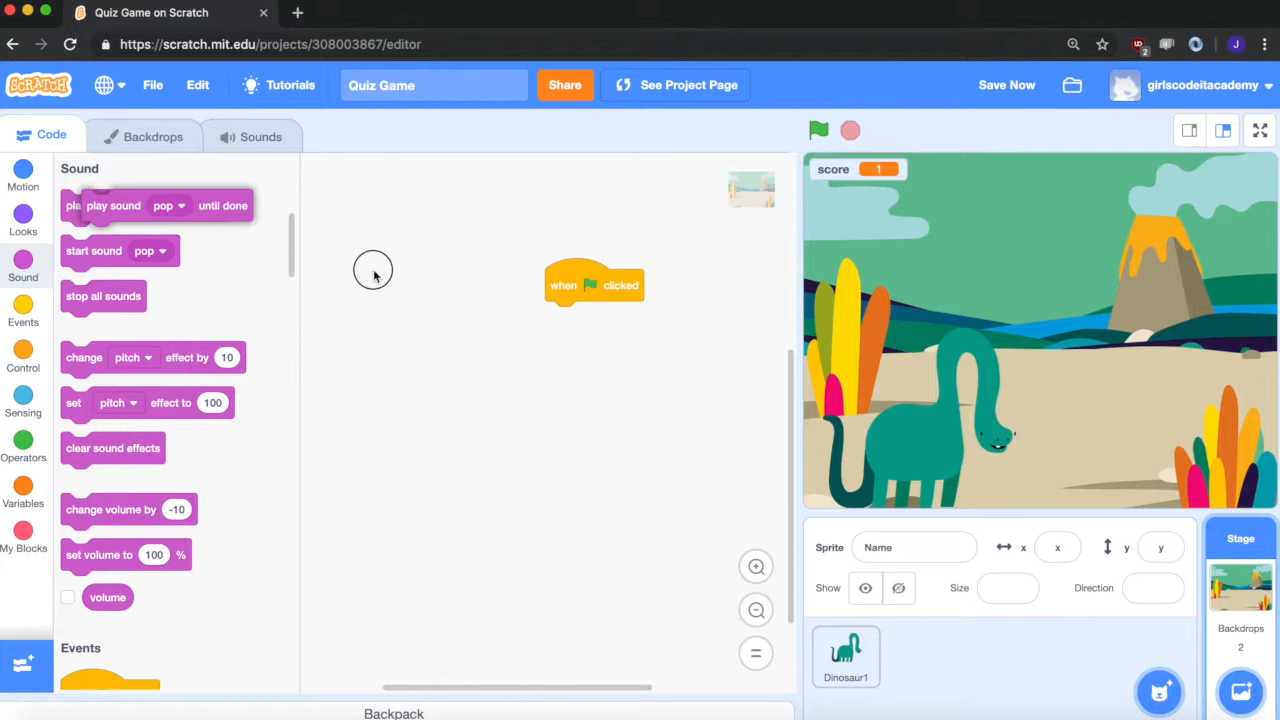 Quiz Game on Scratch
https://scratch.mit.edu/projects/308003867/editor
2
J
SCRATCH
File
Edit
Tutorials
Quiz Game
Share
See Project Page
Save Now
girlscodeitacademy
Code
Backdrops
Sounds
Motion
Looks
Sound
Events
Control
Sensing
Operators
Variables
My Blocks
Sound
pla
play sound pop until done
start sound pop
stop all sounds
change pitch effect by 10
set pitch effect to 100
clear sound effects
change volume by -10
set volume to 100 %
volume
Events
when clicked
score 1
Sprite
Name
x
x
y
y
Show
Size
Direction
Dinosaur1
Stage
Backdrops
2
Backpack